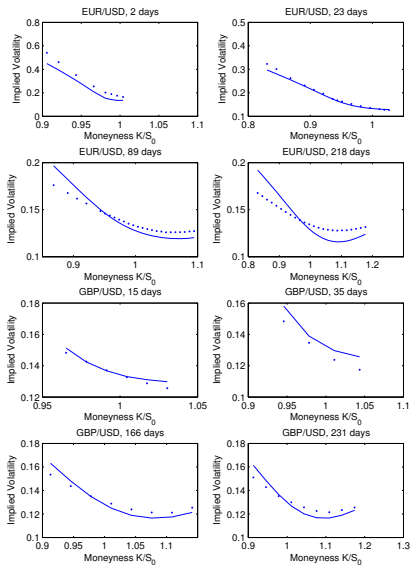 EUR/USD, 2 days
EUR/USD, 23 days
0.8
0.6
0.4
0.2
0
0.9 0.95 1 1.05 1.1
Implied Volatility
Moneyness K/S0
0.5
0.4
0.3
0.2
0.1
0.8 0.9 1
Implied Volatility
Moneyness K/S0
EUR/USD, 89 days
EUR/USD, 218 days
0.2
0.15
0.1
0.9 1 1.1
Implied Volatility
Moneyness K/S0
0.2
0.15
0.1
0.8 0.9 1 1.1 1.2
Implied Volatility
Moneyness K/S0
GBP/USD, 15 days
GBP/USD, 35 days
0.18
0.16
0.14
0.12
0.95 1 1.05
Implied Volatility
Moneyness K/S0
0.16
0.14
0.12
0.1
0.9 0.95 1 1.05 1.1
Implied Volatility
Moneyness K/S0
GBP/USD, 166 days
GBP/USD, 231 days
0.18
0.16
0.14
0.12
0.1
0.9 0.95 1 1.05 1.1
Implied Volatility
Moneyness K/S0
0.18
0.16
0.14
0.12
0.1
0.9 1 1.1 1.2 1.3
Implied Volatility
Moneyness K/S0